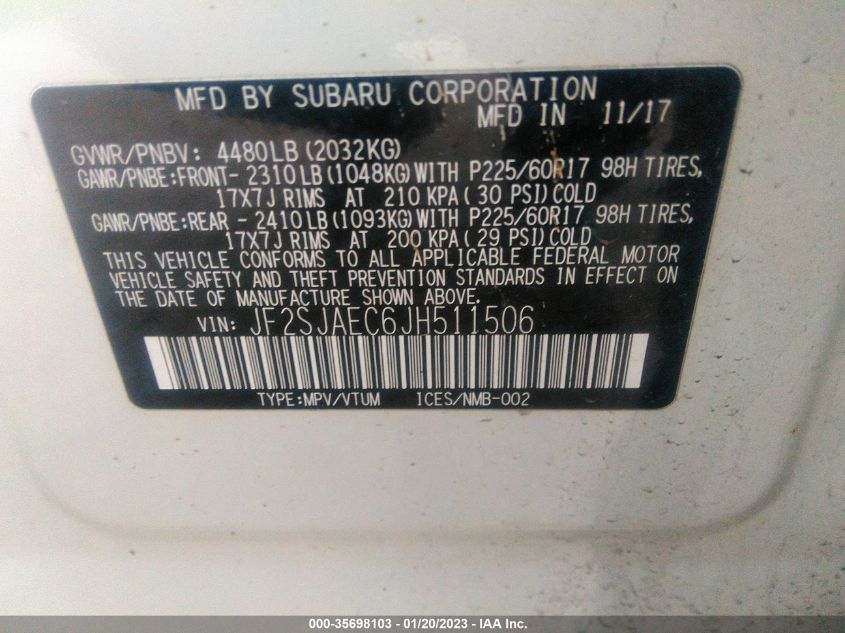 MFD BY SUBARU CORPORATION
MFD IN 11/17
GVWR/PNBV: 4480LB (2032KG)
GAWR/PNBE:FRONT- 2310LB(1048KG)WITH P225/60R17 98H TIRES,
17X7J RIMS AT 210 KPA( 30 PSI)COLD
GAWR/PNBE:REAR - 2410LB(1093KG)WITH P225/60R17 98H TIRES,
17X7J RIMS AT 200 KPA( 29 PSI)COLD
THIS VEHICLE CONFORMS TO ALL APPLICABLE FEDERAL MOTOR
VEHICLE SAFETY AND THEFT PREVENTION STANDARDS IN EFFECT ON
THE DATE OF MANUFACTURE SHOWN ABOVE.
VIN: JF2SJAEC6JH511506
TYPE:MPV/VTUM ICES/NMB-002
000-35698103 - 01/20/2023 - IAA Inc.